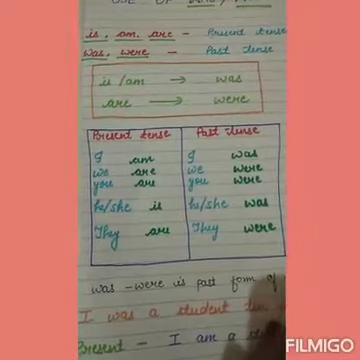 USE OF
is, am, are - Present tense
was, were - Past tense
is /am → was
are → were
Present tense Past tense
I am I was
we are we were
you are you were
he/she is he/she was
They are They were
was - were is past form of
I was a student
Present - I am a
FILMIGO